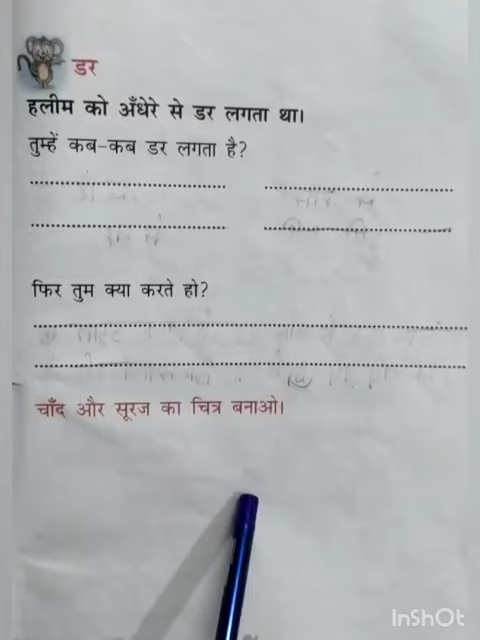 डर
हलीम को अँधेरे से डर लगता था।
तुम्हें कब-कब डर लगता है?
फिर तुम क्या करते हो?
चाँद और सूरज का चित्र बनाओ।
InShOt